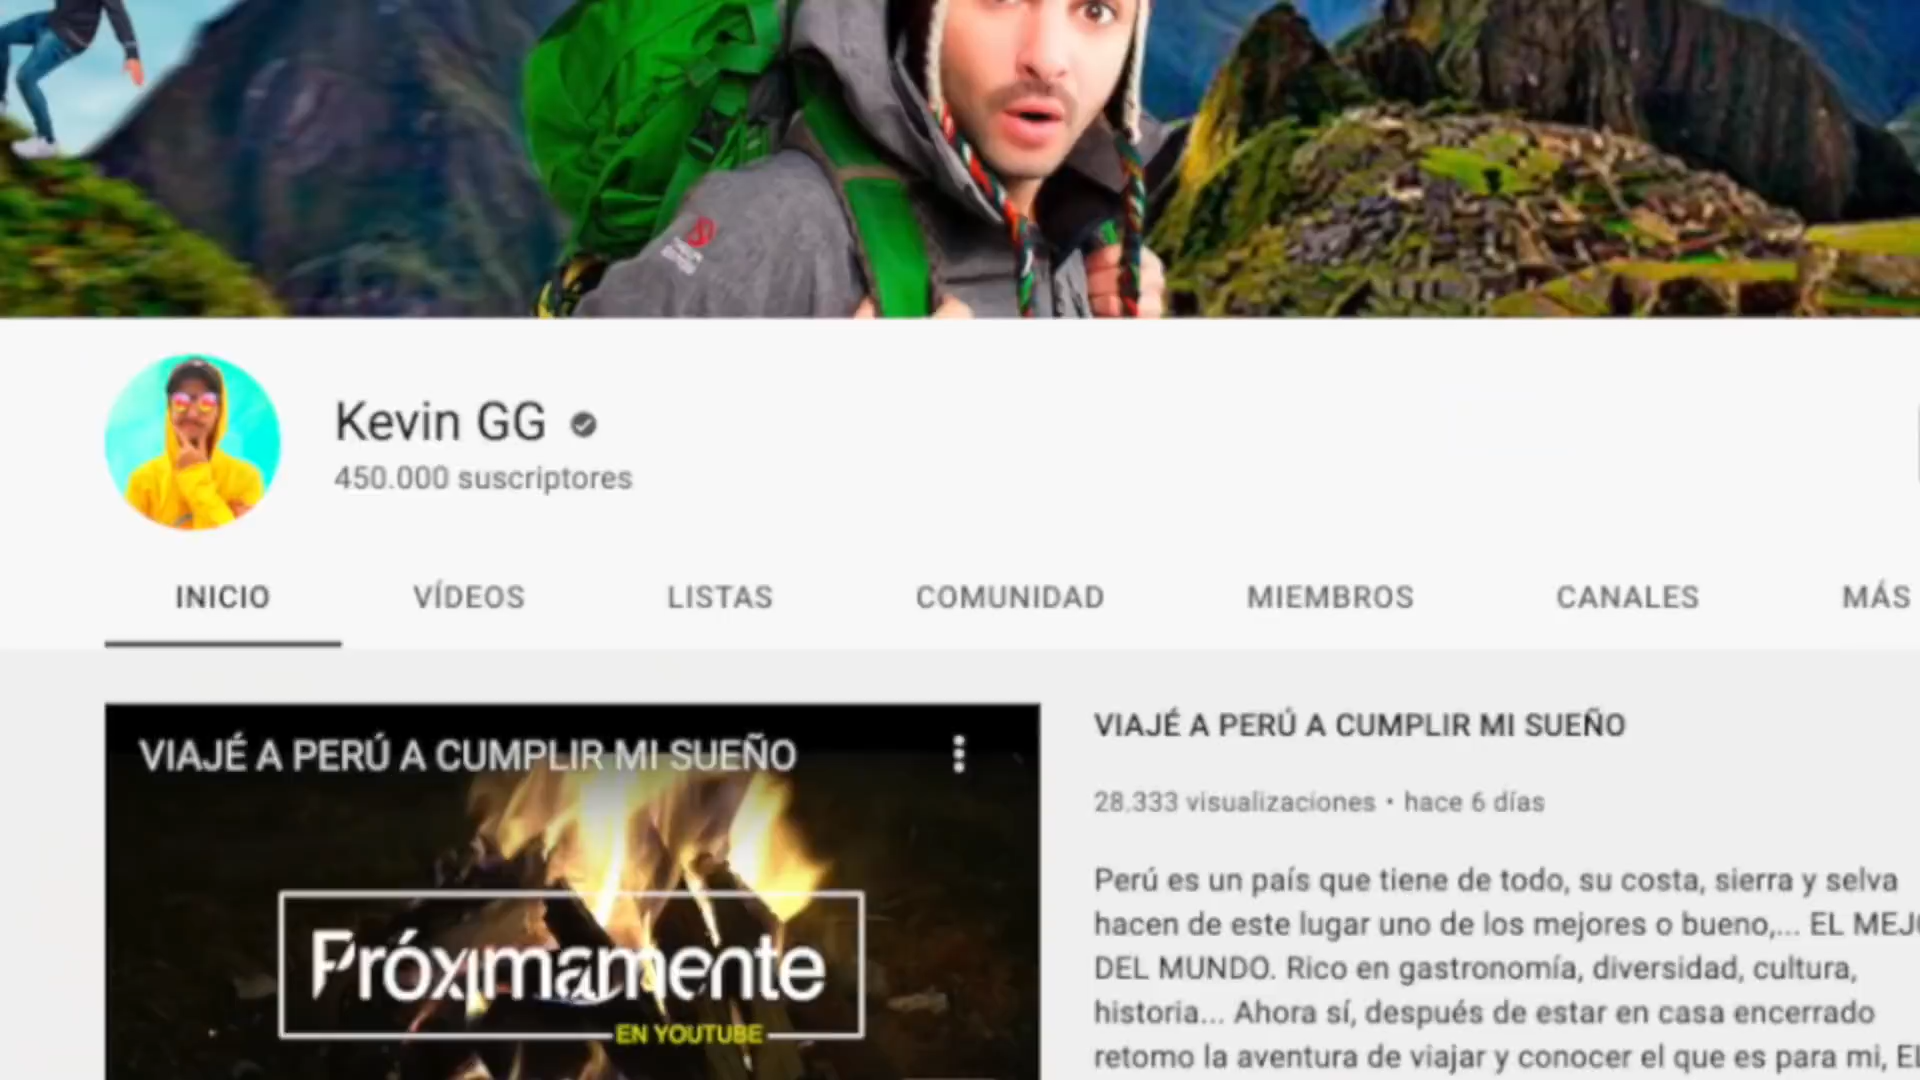 Kevin GG
450.000 suscriptores
INICIO VÍDEOS LISTAS COMUNIDAD MIEMBROS CANALES MÁS
VIAJÉ A PERÚ A CUMPLIR MI SUEÑO
Próximamente
EN YOUTUBE
VIAJÉ A PERÚ A CUMPLIR MI SUEÑO
28.333 visualizaciones • hace 6 días
Perú es un país que tiene de todo, su costa, sierra y selva
hacen de este lugar uno de los mejores o bueno,... EL MEJO
DEL MUNDO. Rico en gastronomía, diversidad, cultura,
historia... Ahora sí, después de estar en casa encerrado
retomo la aventura de viajar y conocer el que es para mi, EL